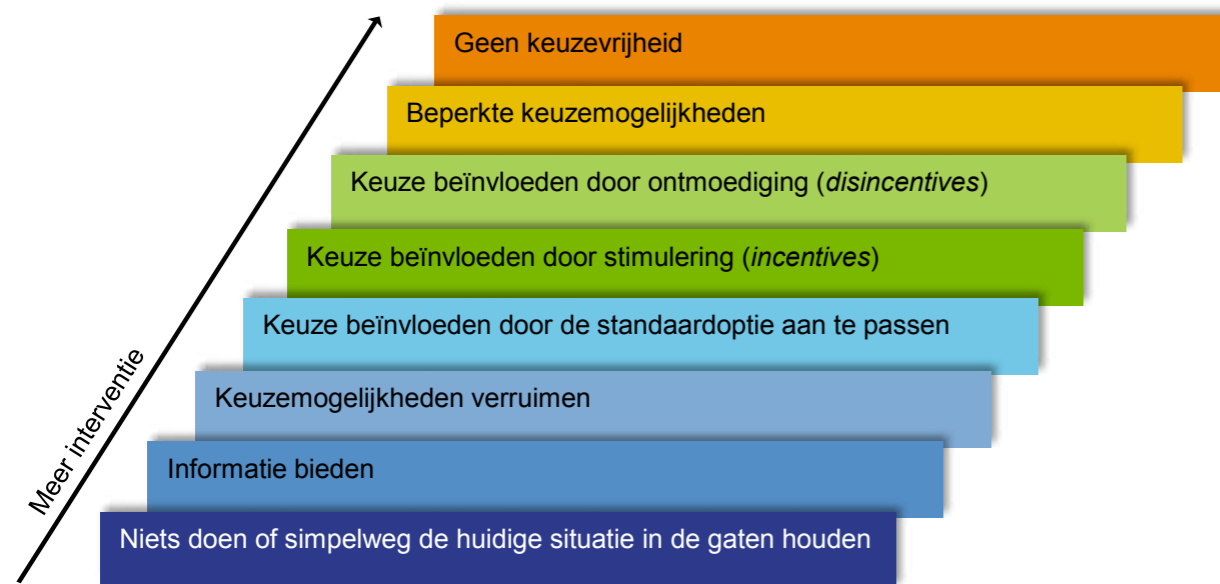 Geen keuzevrijheid
Beperkte keuzemogelijkheden
Keuze beïnvloeden door ontmoediging (disincentives)
Keuze beïnvloeden door stimulering (incentives)
Keuze beïnvloeden door de standaardoptie aan te passen
Keuzemogelijkheden verruimen
Informatie bieden
Niets doen of simpelweg de huidige situatie in de gaten houden
Meer interventie